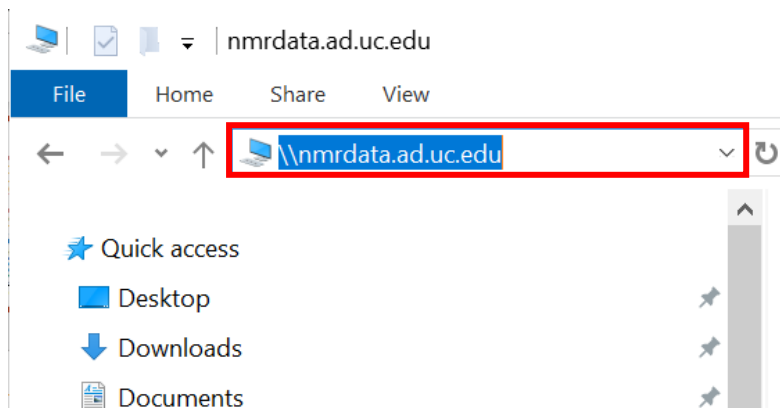 nmrdata.ad.uc.edu
File Home Share View
\\nmrdata.ad.uc.edu
Quick access
Desktop
Downloads
Documents